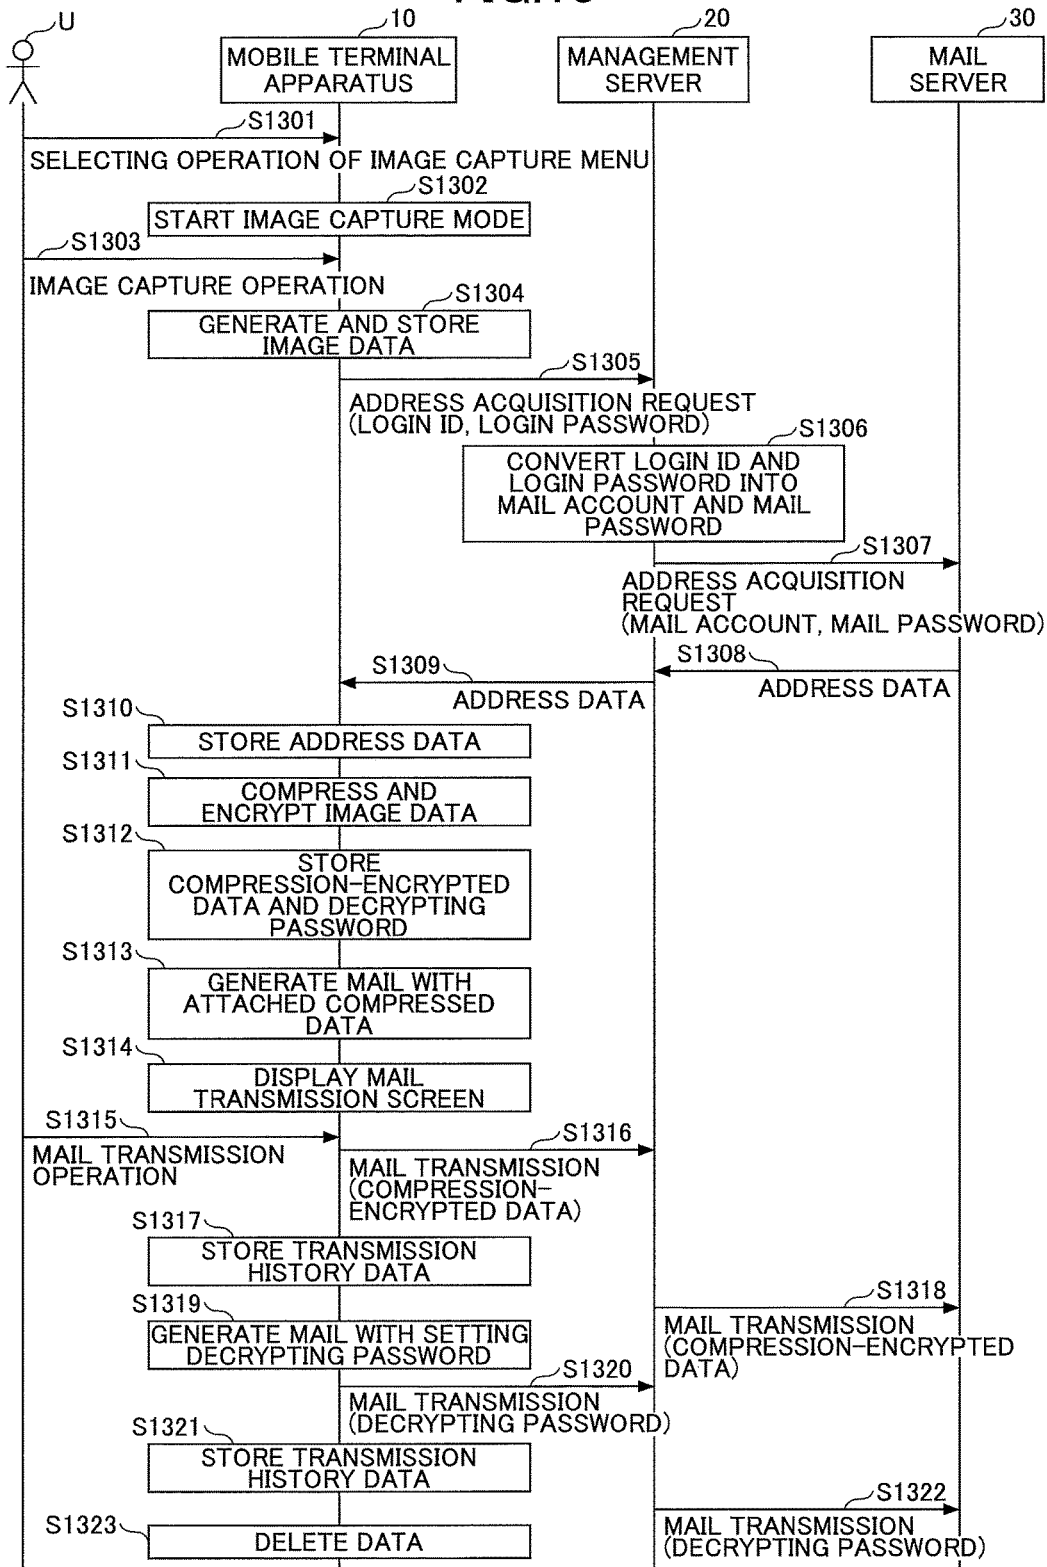 U
10
20
30
MOBILE TERMINAL
APPARATUS
MANAGEMENT
SERVER
MAIL
SERVER
S1301
SELECTING OPERATION OF IMAGE CAPTURE MENU
S1302
START IMAGE CAPTURE MODE
S1303
IMAGE CAPTURE OPERATION
S1304
GENERATE AND STORE
IMAGE DATA
S1305
ADDRESS ACQUISITION REQUEST
(LOGIN ID, LOGIN PASSWORD)
S1306
CONVERT LOGIN ID AND
LOGIN PASSWORD INTO
MAIL ACCOUNT AND MAIL
PASSWORD
S1307
ADDRESS ACQUISITION
REQUEST
(MAIL ACCOUNT, MAIL PASSWORD)
S1308
ADDRESS DATA
S1309
ADDRESS DATA
S1310
STORE ADDRESS DATA
S1311
COMPRESS AND
ENCRYPT IMAGE DATA
S1312
STORE
COMPRESSION-ENCRYPTED
DATA AND DECRYPTING
PASSWORD
S1313
GENERATE MAIL WITH
ATTACHED COMPRESSED
DATA
S1314
DISPLAY MAIL
TRANSMISSION SCREEN
S1315
MAIL TRANSMISSION
OPERATION
S1316
MAIL TRANSMISSION
(COMPRESSION-
ENCRYPTED DATA)
S1317
STORE TRANSMISSION
HISTORY DATA
S1318
MAIL TRANSMISSION
(COMPRESSION-ENCRYPTED
DATA)
S1319
GENERATE MAIL WITH SETTING
DECRYPTING PASSWORD
S1320
MAIL TRANSMISSION
(DECRYPTING PASSWORD)
S1321
STORE TRANSMISSION
HISTORY DATA
S1322
MAIL TRANSMISSION
(DECRYPTING PASSWORD)
S1323
DELETE DATA